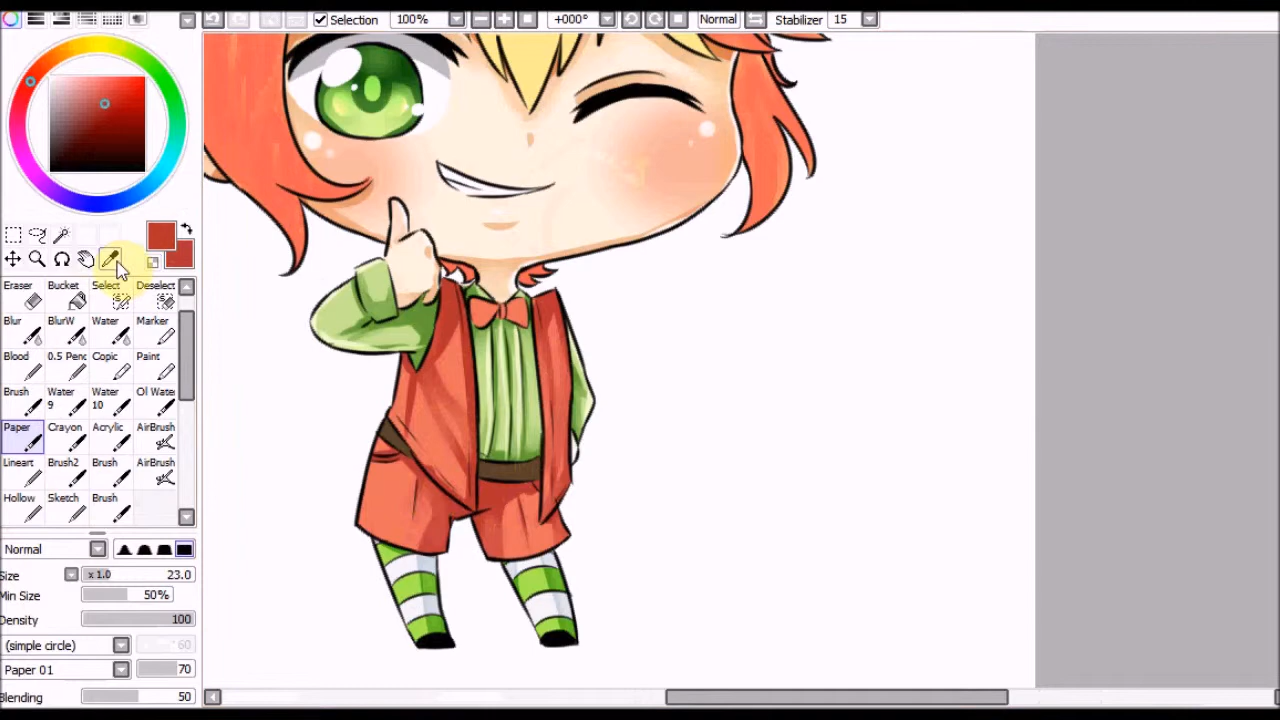 Selection 100% +000° Normal Stabilizer 15
Eraser Bucket Select Deselect
Blur BlurW Water Marker
Blood 0.5 Penc Copic Paint
Brush Water 9 Water 10 Ol Water
Paper Crayon Acrylic AirBrush
Lineart Brush2 Brush AirBrush
Hollow Sketch Brush
Normal
Size x 1.0 23.0
Min Size 50%
Density 100
(simple circle) 60
Paper 01 70
Blending 50